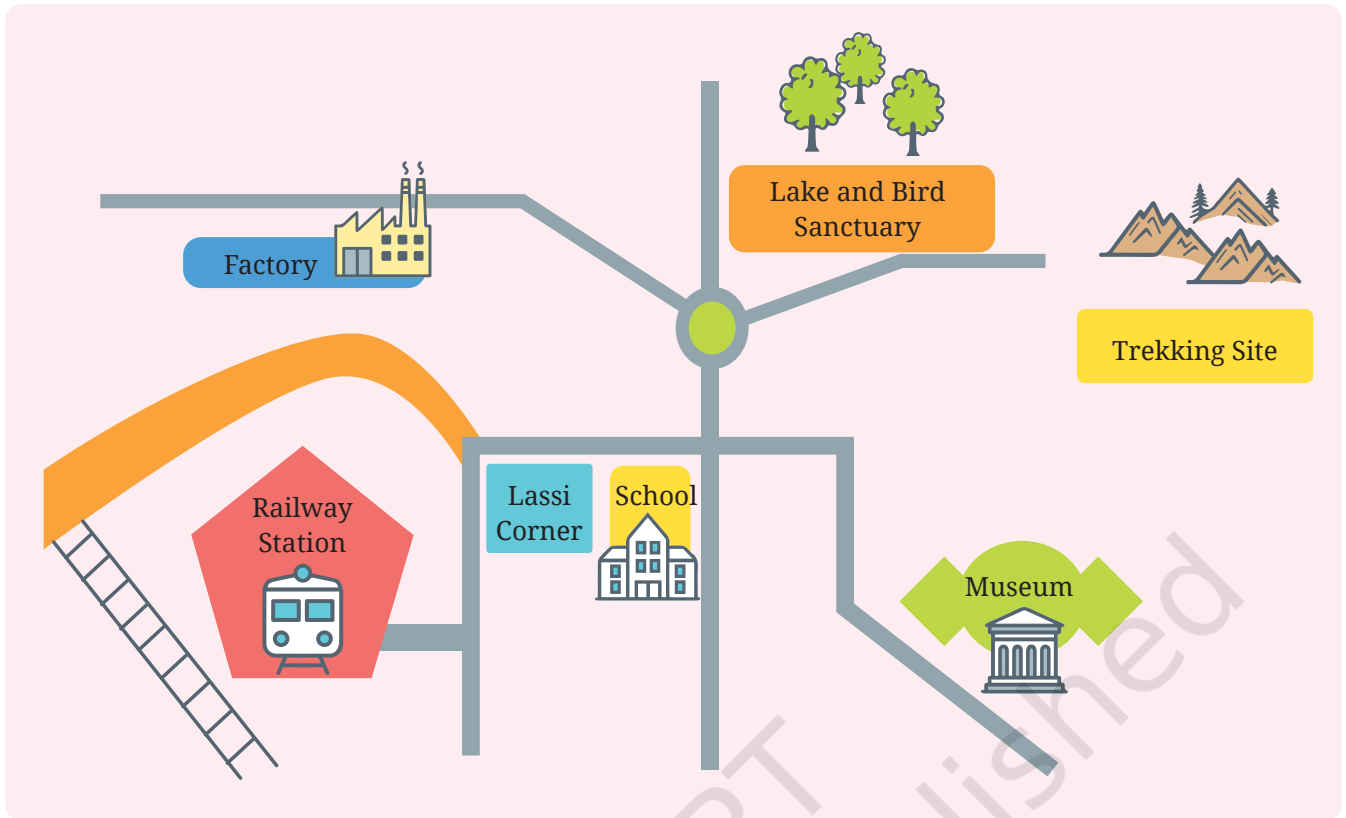 Lake and Bird
Sanctuary
Factory
Trekking Site
Railway
Station
Lassi
Corner
School
Museum